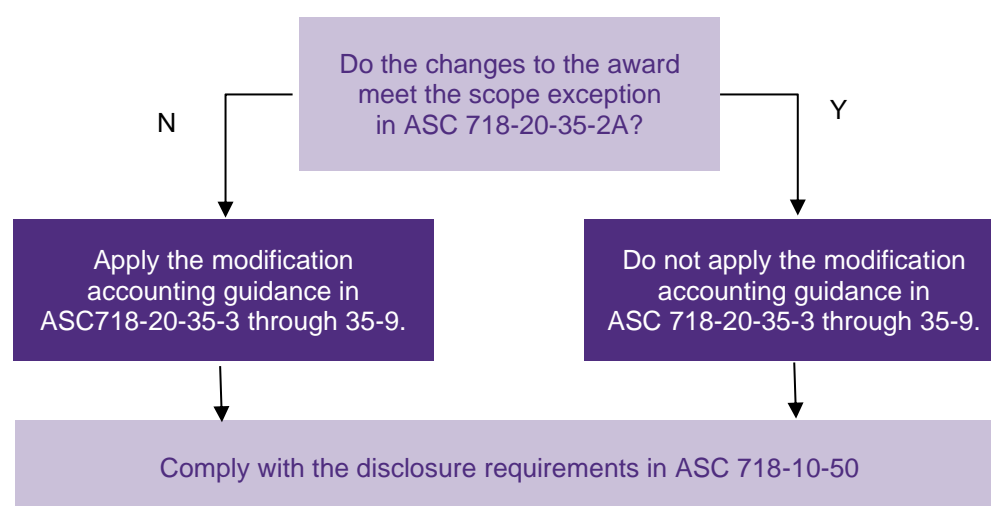 Do the changes to the award
meet the scope exception
in ASC 718-20-35-2A?
N
Y
Apply the modification
accounting guidance in
ASC718-20-35-3 through 35-9.
Do not apply the modification
accounting guidance in
ASC 718-20-35-3 through 35-9.
Comply with the disclosure requirements in ASC 718-10-50